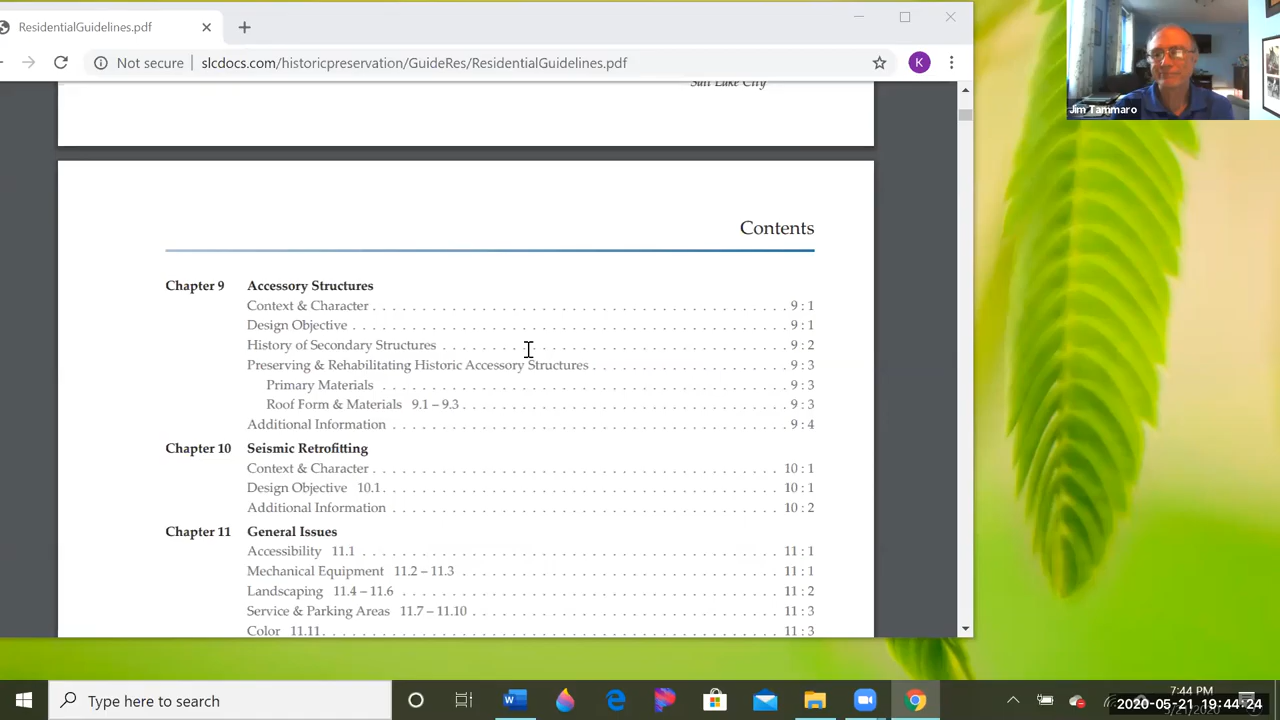 ResidentialGuidelines.pdf
Not secure
slcdocs.com/historicpreservation/GuideRes/ResidentialGuidelines.pdf
K
Jim Tammaro
Salt Lake City
Contents
Chapter 9 Accessory Structures
Context & Character 9 : 1
Design Objective 9 : 1
History of Secondary Structures 9 : 2
Preserving & Rehabilitating Historic Accessory Structures 9 : 3
Primary Materials 9 : 3
Roof Form & Materials 9.1 – 9.3 9 : 3
Additional Information 9 : 4
Chapter 10 Seismic Retrofitting
Context & Character 10 : 1
Design Objective 10.1 10 : 1
Additional Information 10 : 2
Chapter 11 General Issues
Accessibility 11.1 11 : 1
Mechanical Equipment 11.2 – 11.3 11 : 1
Landscaping 11.4 – 11.6 11 : 2
Service & Parking Areas 11.7 – 11.10 11 : 3
Color 11.11 11 : 3
Type here to search
7:44 PM
2020-05-21 19:44:24